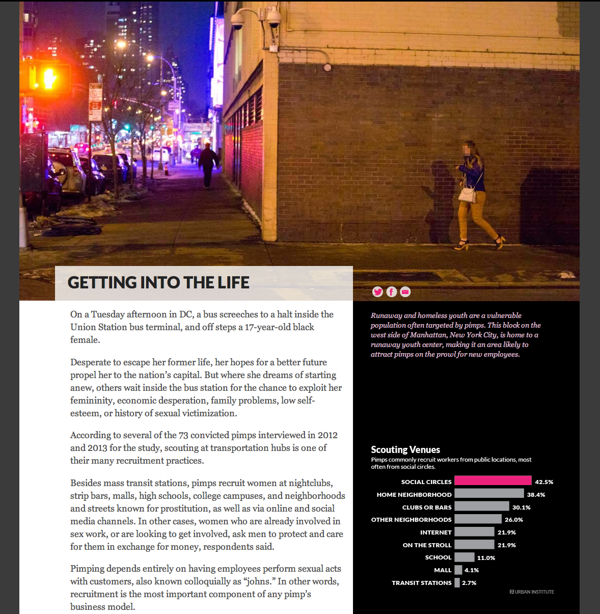 GETTING INTO THE LIFE
On a Tuesday afternoon in DC, a bus screeches to a halt inside the
Union Station bus terminal, and off steps a 17-year-old black
female.
Desperate to escape her former life, her hopes for a better future
propel her to the nation's capital. But where she dreams of starting
anew, others wait inside the bus station for the chance to exploit her
femininity, economic desperation, family problems, low self-
esteem, or history of sexual victimization.
According to several of the 73 convicted pimps interviewed in 2012
and 2013 for the study, scouting at transportation hubs is one of
their many recruitment practices.
Besides mass transit stations, pimps recruit women at nightclubs,
strip bars, malls, high schools, college campuses, and neighborhoods
and streets known for prostitution, as well as via online and social
media channels. In other cases, women who are already involved in
sex work, or are looking to get involved, ask men to protect and care
for them in exchange for money, respondents said.
Pimping depends entirely on having employees perform sexual acts
with customers, also known colloquially as “johns.” In other words,
recruitment is the most important component of any pimp's
business model.
Runaway and homeless youth are a vulnerable
population often targeted by pimps. This block on the
west side of Manhattan, New York City, is home to a
runaway youth center, making it an area likely to
attract pimps on the prowl for new employees.
Scouting Venues
Pimps commonly recruit workers from public locations, most
often from social circles.
SOCIAL CIRCLES 42.5%
HOME NEIGHBORHOOD 38.4%
CLUBS OR BARS 30.1%
OTHER NEIGHBORHOODS 26.0%
INTERNET 21.9%
ON THE STROLL 21.9%
SCHOOL 11.0%
MALL 4.1%
TRANSIT STATIONS 2.7%
URBAN INSTITUTE